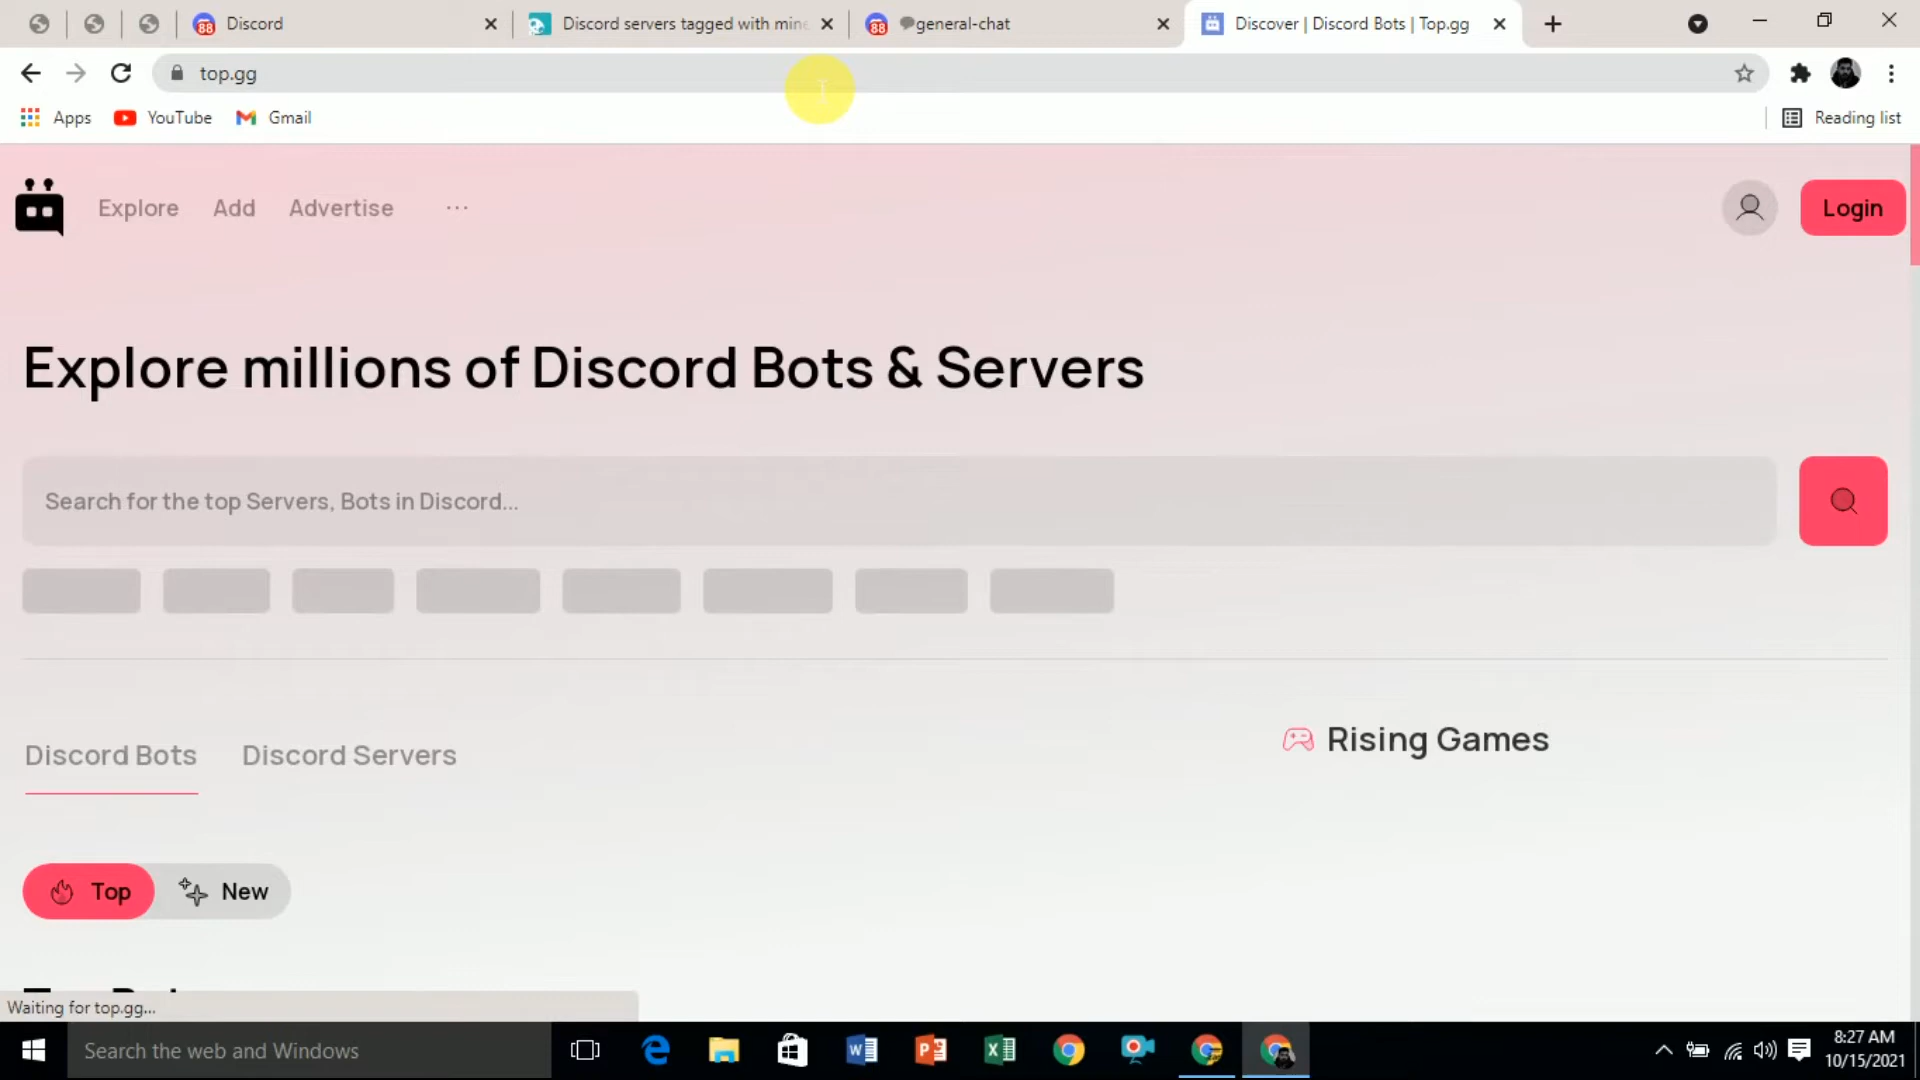 88 Discord
Discord servers tagged with mine
88 general-chat
Discover | Discord Bots | Top.gg
top.gg
Apps
YouTube
Gmail
Reading list
Explore
Add
Advertise
...
Login
Explore millions of Discord Bots & Servers
Search for the top Servers, Bots in Discord...
Discord Bots
Discord Servers
Rising Games
Top
New
Waiting for top.gg...
Search the web and Windows
8:27 AM
10/15/2021